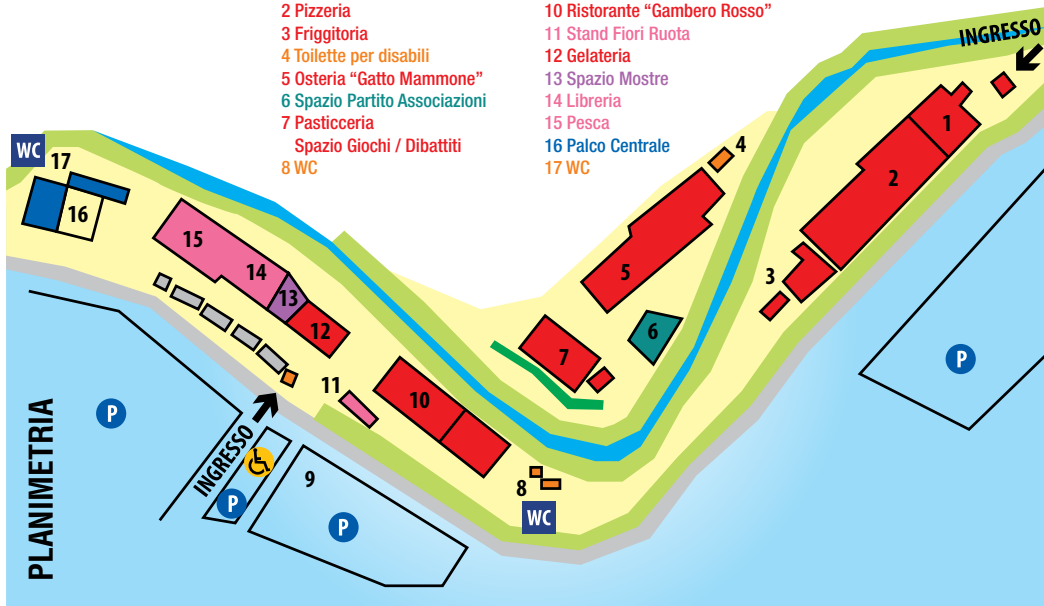 2 Pizzeria
3 Friggitoria
4 Toilette per disabili
5 Osteria “Gatto Mammone”
6 Spazio Partito Associazioni
7 Pasticceria
Spazio Giochi / Dibattiti
8 WC
10 Ristorante “Gambero Rosso”
11 Stand Fiori Ruota
12 Gelateria
13 Spazio Mostre
14 Libreria
15 Pesca
16 Palco Centrale
17 WC
INGRESSO
1
2
3
4
5
6
7
WC
17
16
15
14
13
12
11
10
8
WC
9
INGRESSO
P
P
P
P
PLANIMETRIA